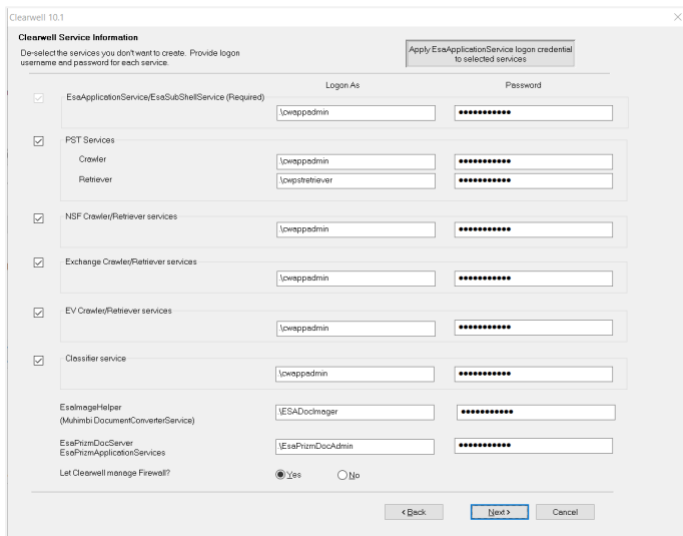 Clearwell 10.1
Clearwell Service Information
De-select the services you don't want to create. Provide logon
username and password for each service.
Apply EsaApplicationService logon credential
to selected services
Logon As
Password
EsaApplicationService/EsaSubShellService (Required)
\cwappadmin
●●●●●●●●●●●
PST Services
Crawler
\cwappadmin
●●●●●●●●●●●
Retriever
\cwpstretriever
●●●●●●●●●●●
NSF Crawler/Retriever services
\cwappadmin
●●●●●●●●●●●
Exchange Crawler/Retriever services
\cwappadmin
●●●●●●●●●●●
EV Crawler/Retriever services
\cwappadmin
●●●●●●●●●●●
Classifier service
\cwappadmin
●●●●●●●●●●●
EsaImageHelper
(Muhimbi DocumentConverterService)
\ESADocImager
●●●●●●●●●●●
EsaPrizmDocServer
EsaPrizmApplicationServices
\EsaPrizmDocAdmin
●●●●●●●●●●●
Let Clearwell manage Firewall?
Yes
No
< Back
Next >
Cancel